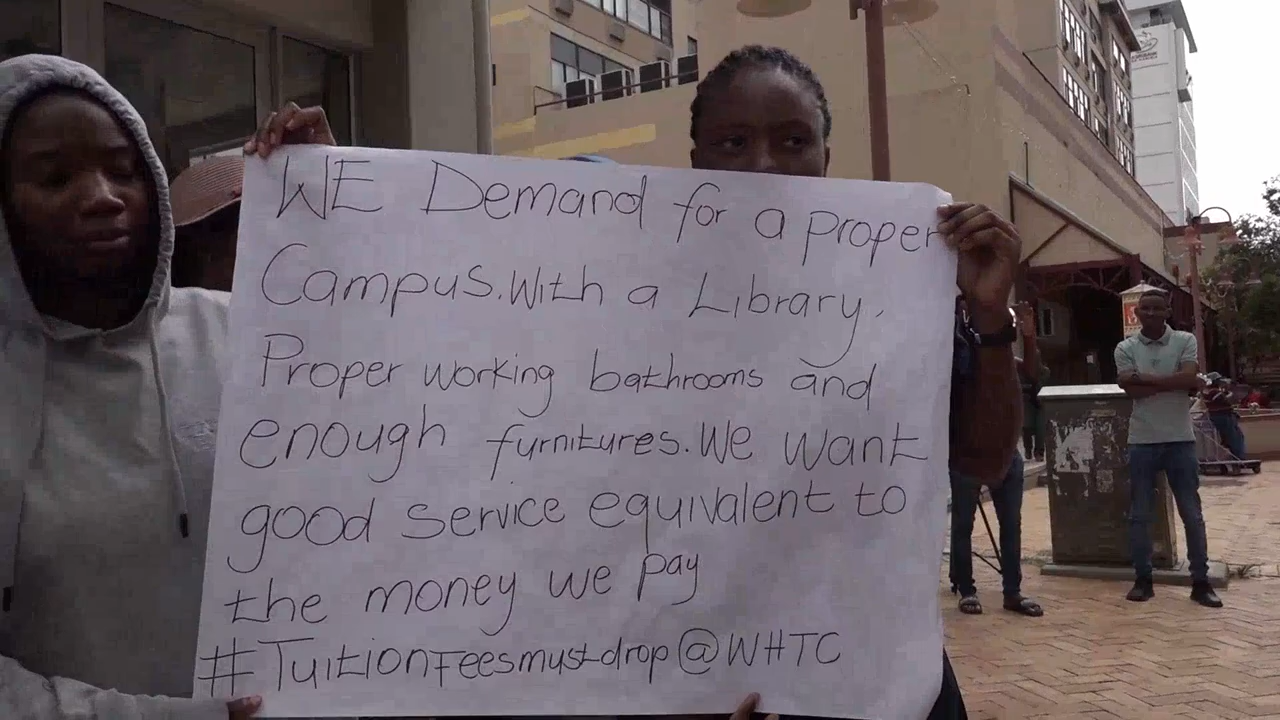 WE Demand for a proper
Campus. With a Library,
Proper working bathrooms and
enough furnitures. We want
good service equivalent to
the money we pay
#TuitionFeesmustdrop@WHTC